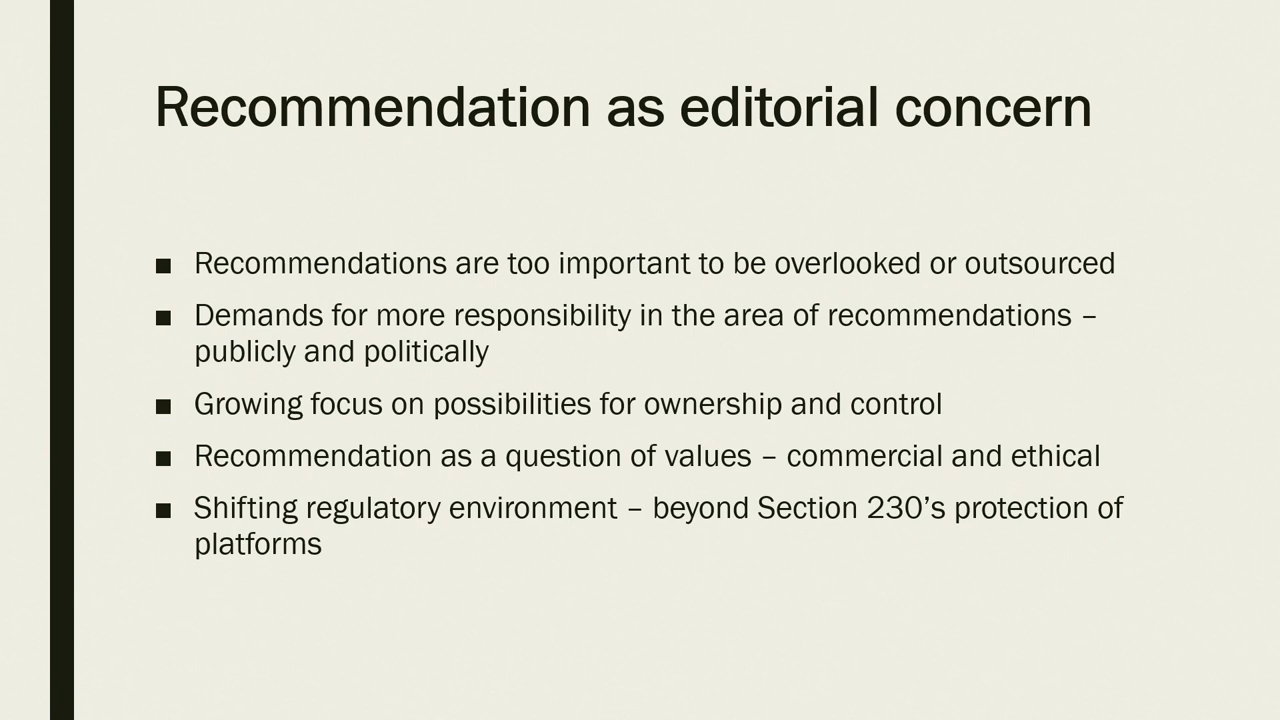 Recommendation as editorial concern
■ Recommendations are too important to be overlooked or outsourced
■ Demands for more responsibility in the area of recommendations –
publicly and politically
■ Growing focus on possibilities for ownership and control
■ Recommendation as a question of values – commercial and ethical
■ Shifting regulatory environment – beyond Section 230’s protection of
platforms